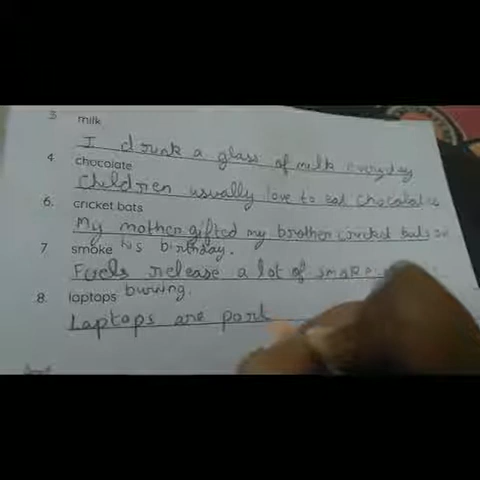 3. milk
I drink a glass of milk everyday
4. chocolate
Children usually love to eat chocolates
6. cricket bats
My mother gifted my brother cricket bats on
7. smoke his birthday.
Fuels release a lot of smoke
8. laptops burning.
Laptops are port